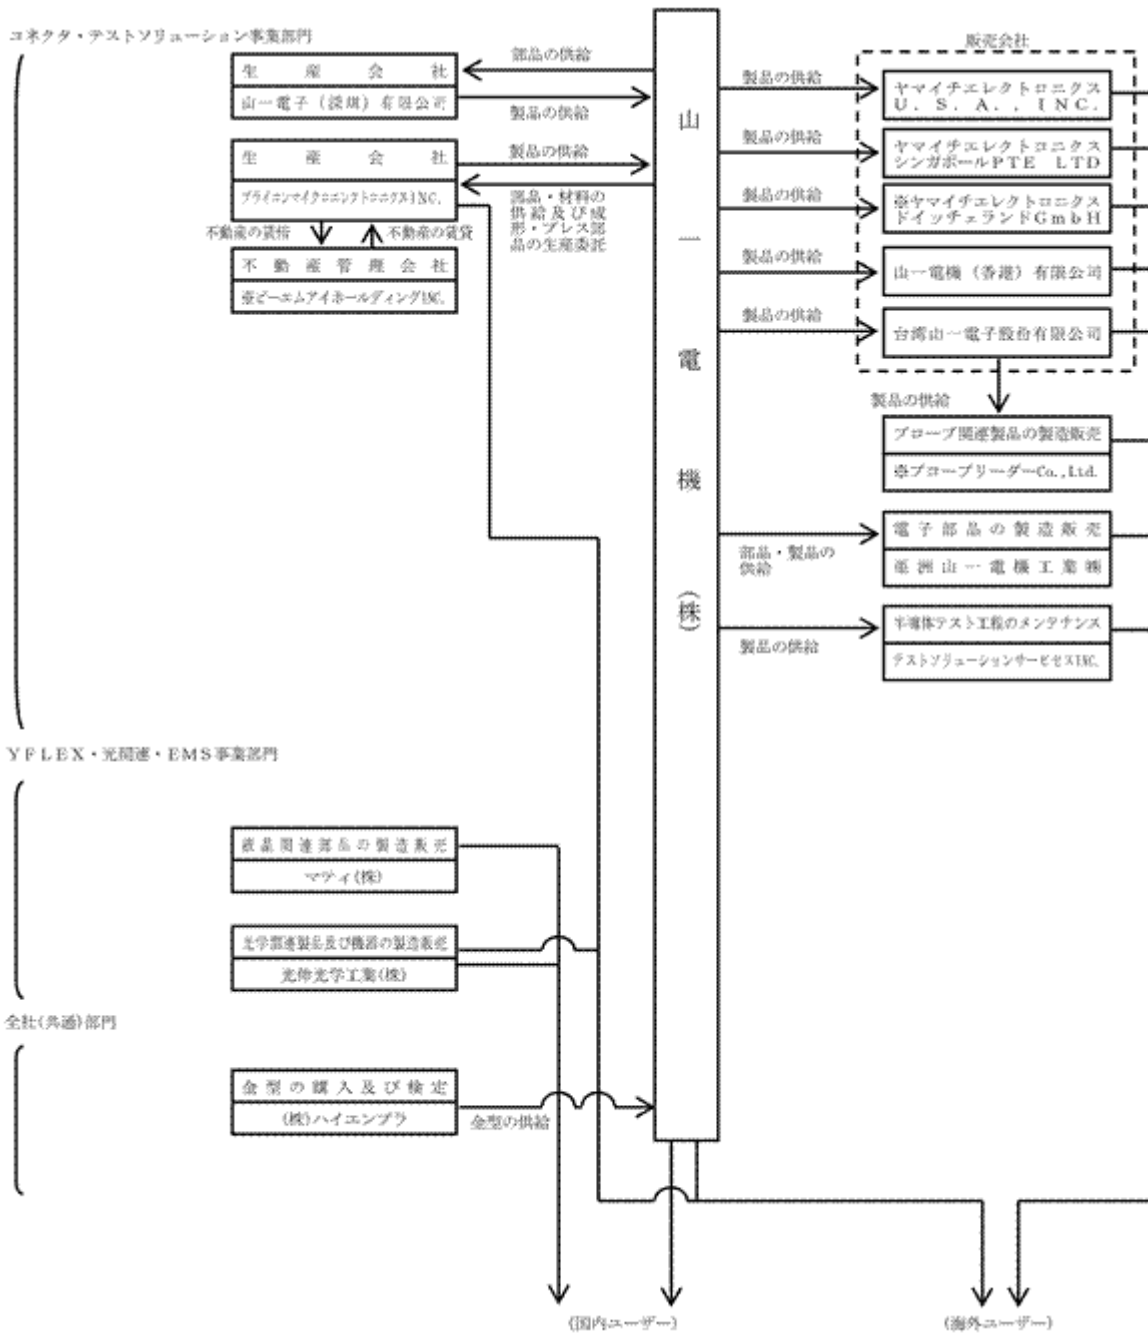 コネクタ・テストソリューション事業部門
生産会社
山一電子（深圳）有限公司
部品の供給
製品の供給
生産会社
プライコンマイクロエレクトロニクスINC.
製品の供給
部品・材料の
供給及び成
形・プレス部
品の生産委託
不動産の賃借
不動産の賃貸
不動産管理会社
※ピーエムアイホールディングINC.
山一電機(株)
販売会社
製品の供給
ヤマイチエレクトロニクス
Ｕ．Ｓ．Ａ．，ＩＮＣ．
製品の供給
ヤマイチエレクトロニクス
シンガポールPTE LTD
製品の供給
※ヤマイチエレクトロニクス
ドイッチェランドＧｍｂＨ
製品の供給
山一電機（香港）有限公司
製品の供給
台湾山一電子股份有限公司
製品の供給
プローブ関連製品の製造販売
※プローブリーダーCo.,Ltd.
部品・製品の
供給
電子部品の製造販売
亜洲山一電機工業㈱
製品の供給
半導体テスト工程のメンテナンス
テストソリューションサービセスINC.
ＹＦＬＥＸ・光関連・ＥＭＳ事業部門
液晶関連部品の製造販売
マティ(株)
光学関連製品及び機器の製造販売
光伸光学工業(株)
全社(共通)部門
金型の購入及び検定
(株)ハイエンプラ
金型の供給
(国内ユーザー)
(海外ユーザー)